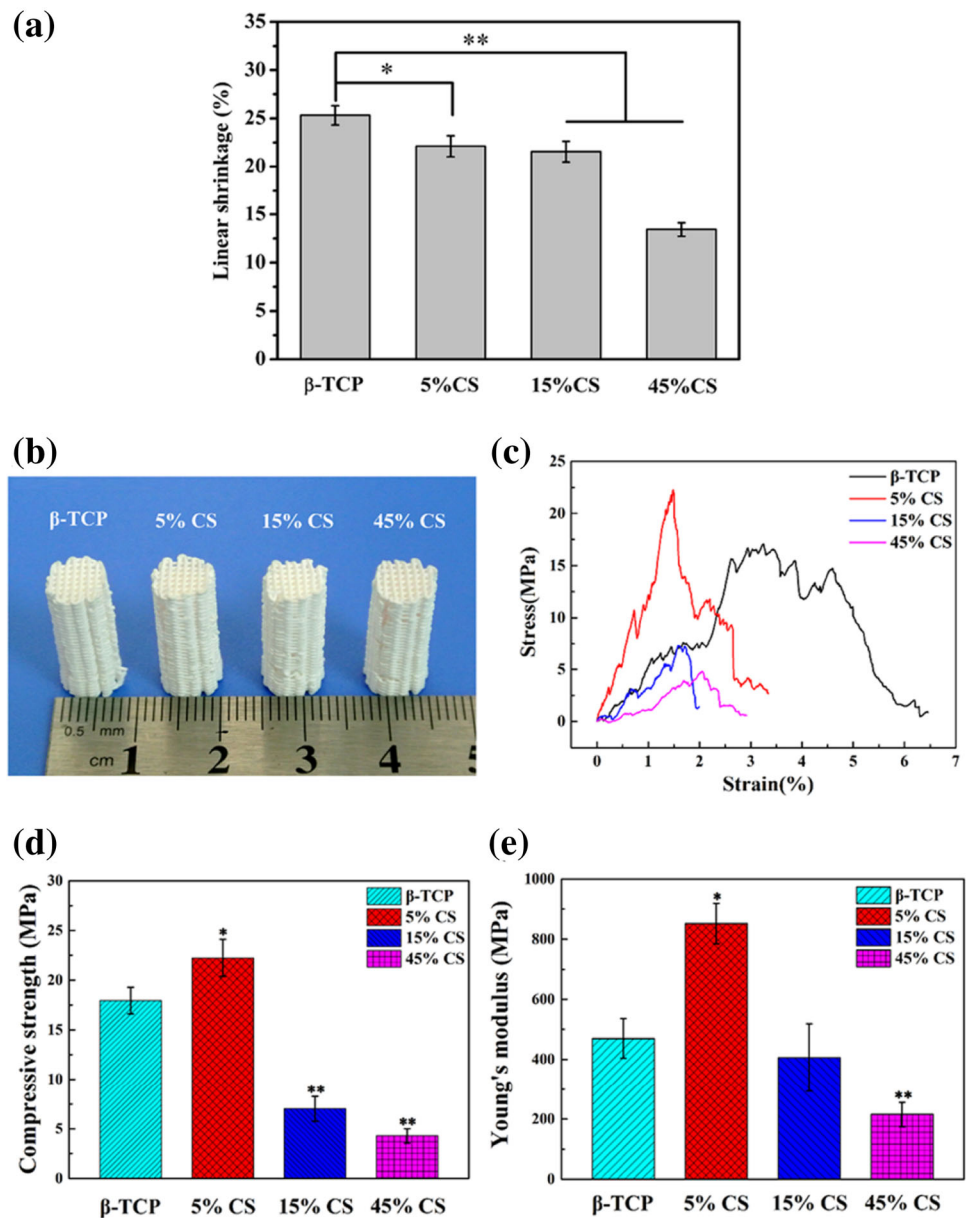 (a)
**
*
Linear shrinkage (%)
35
30
25
20
15
10
5
0
β-TCP 5%CS 15%CS 45%CS
(b)
β-TCP 5% CS 15% CS 45% CS
0.5 mm
cm 1 2 3 4 5
(c)
Stress(MPa)
25
20
15
10
5
0
β-TCP
5% CS
15% CS
45% CS
0 1 2 3 4 5 6 7
Strain(%)
(d)
Compressive strength (MPa)
30
25
20
15
10
5
0
β-TCP
5% CS
15% CS
45% CS
*
**
**
β-TCP 5% CS 15% CS 45% CS
(e)
Young's modulus (MPa)
1000
800
600
400
200
0
β-TCP
5% CS
15% CS
45% CS
*
**
β-TCP 5% CS 15% CS 45% CS